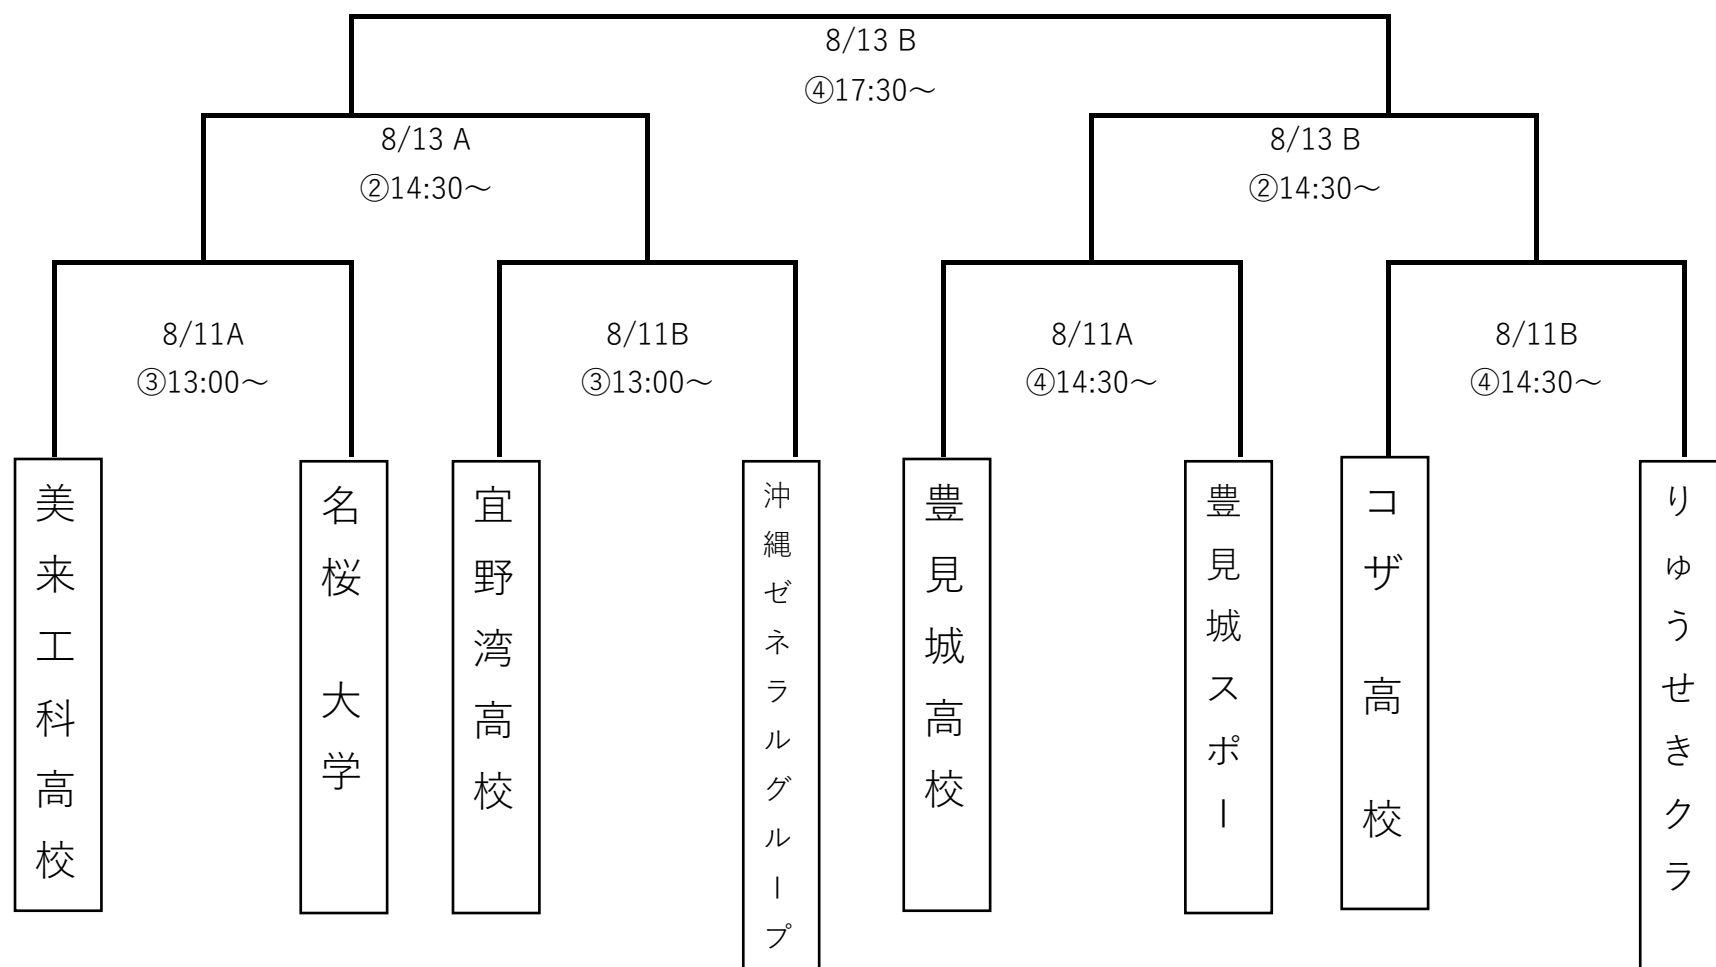 8/13 B
④17:30～
8/13 A
②14:30～
8/13 B
②14:30～
8/11A
③13:00～
8/11B
③13:00～
8/11A
④14:30～
8/11B
④14:30～
美来工科高校
名桜大学
宜野湾高校
沖縄ゼネラルグループ
豊見城高校
豊見城スポー
コザ高校
りゅうせきクラ